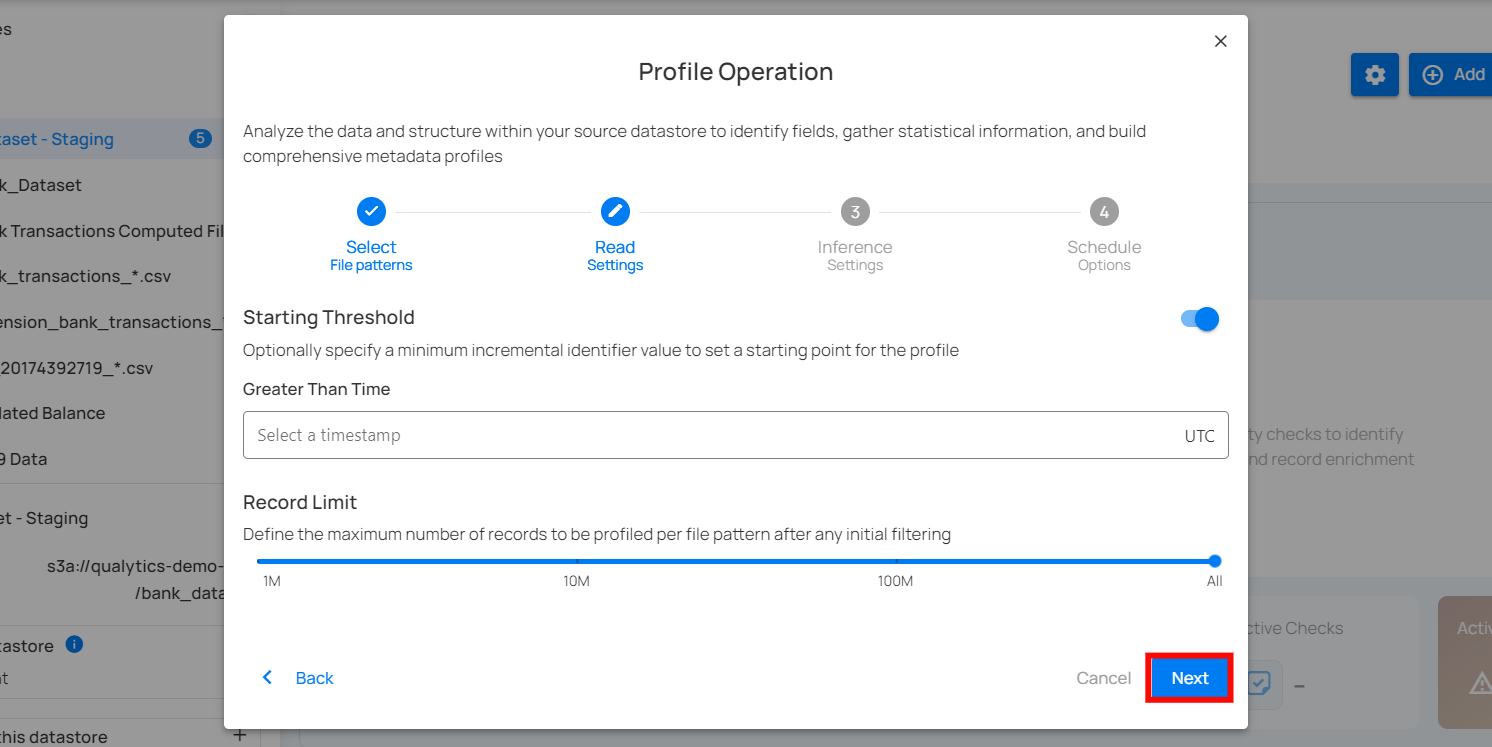 Profile Operation
Analyze the data and structure within your source datastore to identify fields, gather statistical information, and build
comprehensive metadata profiles
Select
File patterns
Read
Settings
3
Inference
Settings
4
Schedule
Options
Starting Threshold
Optionally specify a minimum incremental identifier value to set a starting point for the profile
Greater Than Time
Select a timestamp
UTC
Record Limit
Define the maximum number of records to be profiled per file pattern after any initial filtering
1M
10M
100M
All
Back
Cancel
Next
es
taset - Staging
5
k_Dataset
k Transactions Computed Fil
k_transactions_*.csv
ension_bank_transactions_
_20174392719_*.csv
lated Balance
9 Data
et - Staging
s3a://qualytics-demo-
/bank_data
tastore
nt
this datastore
+
Add
ty checks to identify
nd record enrichment
ctive Checks
–
Activ